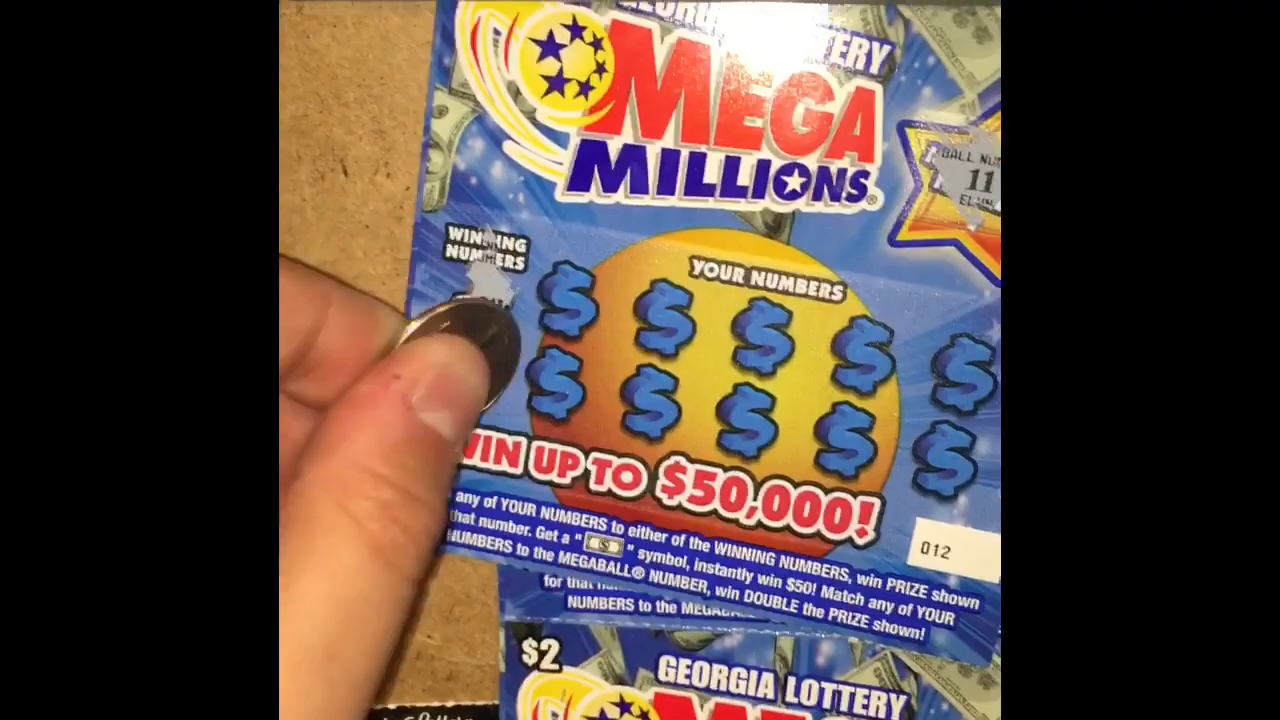 GEORGIA LOTTERY
MEGA
MILLIONS®
BALL NU
11
WINNING
NUMBERS
YOUR NUMBERS
$ $ $ $ $
$ $ $ $ $
WIN UP TO $50,000!
any of YOUR NUMBERS to either of the WINNING NUMBERS, win PRIZE shown
that number. Get a " " symbol, instantly win $50! Match any of YOUR
NUMBERS to the MEGABALL® NUMBER, win DOUBLE the PRIZE shown!
012
for that
NUMBERS to the
$2
GEORGIA LOTTERY